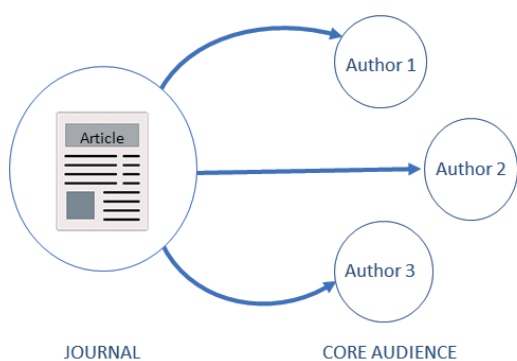 Article
Author 1
Author 2
Author 3
JOURNAL
CORE AUDIENCE